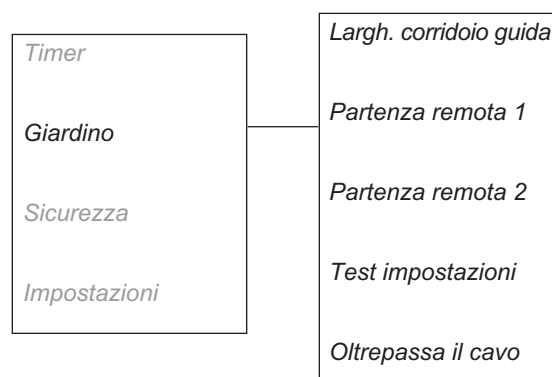 Timer
Giardino
Sicurezza
Impostazioni
Largh. corridoio guida
Partenza remota 1
Partenza remota 2
Test impostazioni
Oltrepassa il cavo